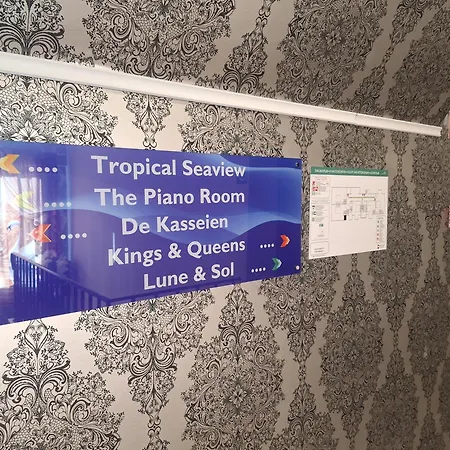 Tropical Seaview
The Piano Room
De Kasseien
Kings & Queens
Lune & Sol